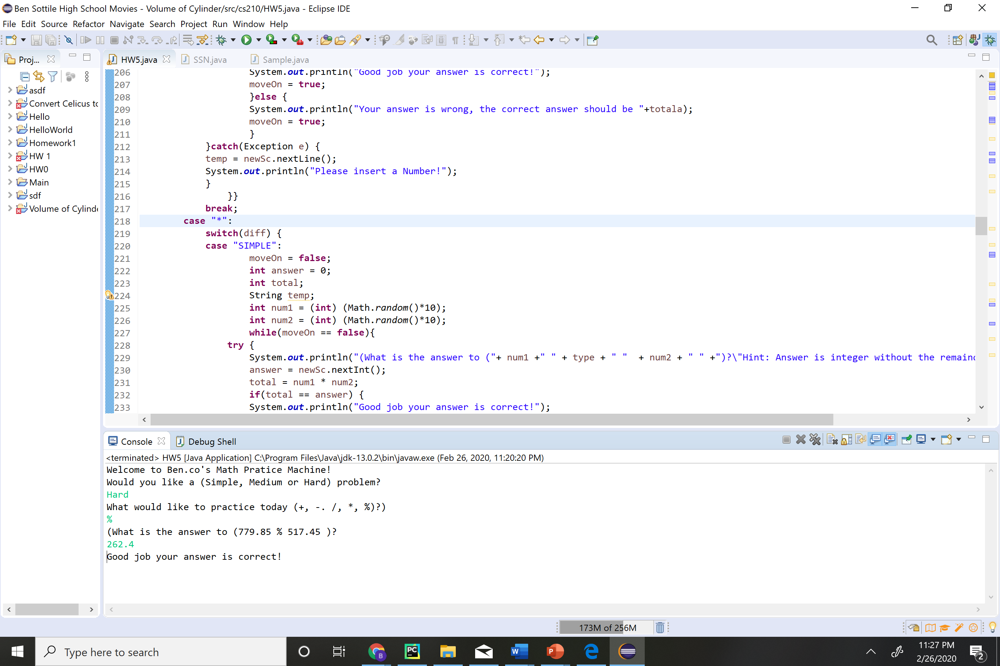 Ben Sottile High School Movies - Volume of Cylinder/src/cs210/HW5.java - Eclipse IDE
File Edit Source Refactor Navigate Search Project Run Window Help
Proj...
HW5.java
SSN.java
Sample.java
asdf
Convert Celicus to
Hello
HelloWorld
Homework1
HW 1
HW0
Main
sdf
Volume of Cylinde
206 System.out.println("Good job your answer is correct!");
207 moveOn = true;
208 }else {
209 System.out.println("Your answer is wrong, the correct answer should be "+totala);
210 moveOn = true;
211 }
212 }catch(Exception e) {
213 temp = newSc.nextLine();
214 System.out.println("Please insert a Number!");
215 }
216 }}
217 break;
218 case "*":
219 switch(diff) {
220 case "SIMPLE":
221 moveOn = false;
222 int answer = 0;
223 int total;
224 String temp;
225 int num1 = (int) (Math.random()*10);
226 int num2 = (int) (Math.random()*10);
227 while(moveOn == false){
228 try {
229 System.out.println("(What is the answer to ("+ num1 +" " + type + " "  + num2 + " " +")?\"Hint: Answer is integer without the remaind
230 answer = newSc.nextInt();
231 total = num1 * num2;
232 if(total == answer) {
233 System.out.println("Good job your answer is correct!");
Console
Debug Shell
<terminated> HW5 [Java Application] C:\Program Files\Java\jdk-13.0.2\bin\javaw.exe (Feb 26, 2020, 11:20:20 PM)
Welcome to Ben.co's Math Pratice Machine!
Would you like a (Simple, Medium or Hard) problem?
Hard
What would like to practice today (+, -. /, *, %)?)
%
(What is the answer to (779.85 % 517.45 )?
262.4
Good job your answer is correct!
173M of 256M
Type here to search
11:27 PM
2/26/2020
2